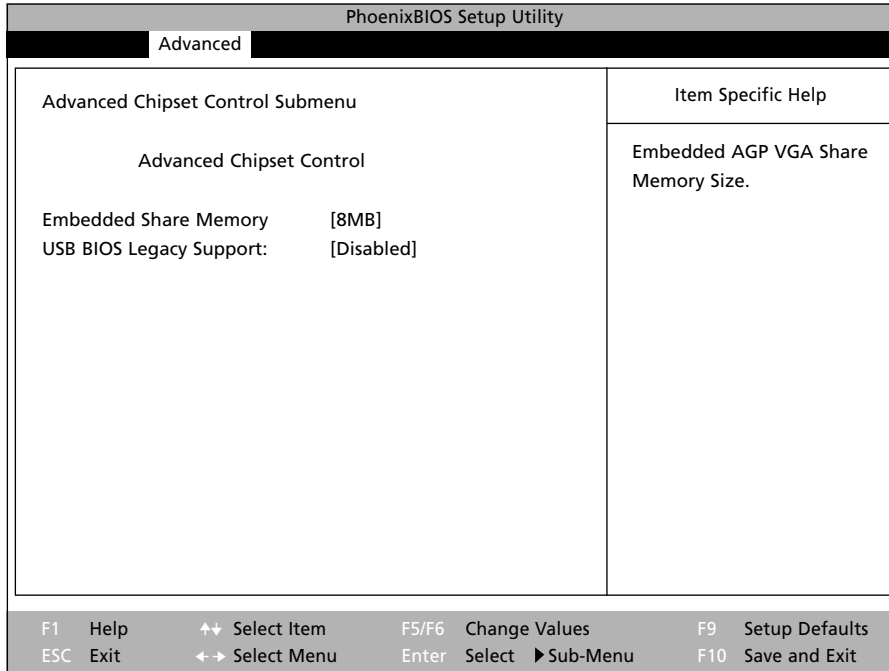 PhoenixBIOS Setup Utility
Advanced
Advanced Chipset Control Submenu
Item Specific Help
Advanced Chipset Control
Embedded AGP VGA Share
Memory Size.
Embedded Share Memory [8MB]
USB BIOS Legacy Support: [Disabled]
F1 Help Select Item F5/F6 Change Values F9 Setup Defaults
ESC Exit Select Menu Enter Select Sub-Menu F10 Save and Exit